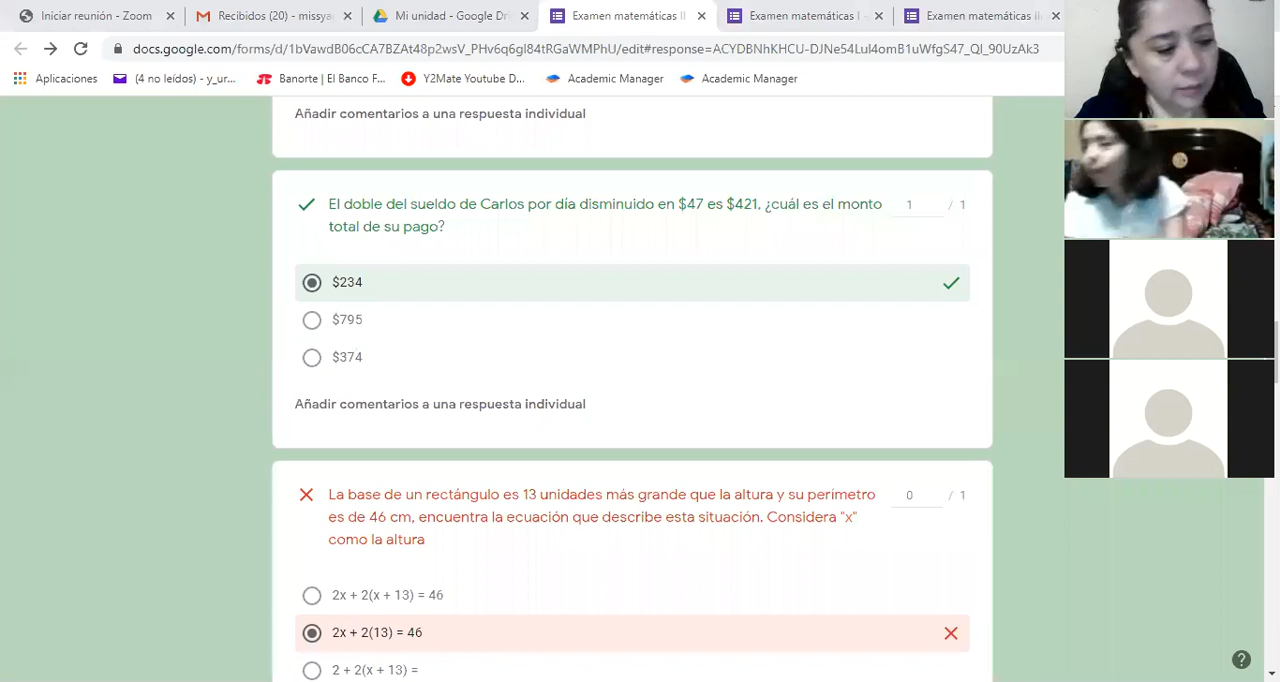 Iniciar reunión - Zoom
Recibidos (20) - missya
Mi unidad - Google Dri
Examen matemáticas II
Examen matemáticas I -
Examen matemáticas
docs.google.com/forms/d/1bVawdB06cCA7BZAt48p2wsV_PHv6q6gl84tRGaWMPhU/edit#response=ACYDBNhKHCU-DJNe54Lul4omB1uWfgS47_Ql_90UzAk3
Aplicaciones
(4 no leídos) - y_ur...
Banorte | El Banco F...
Y2Mate Youtube D...
Academic Manager
Academic Manager
Añadir comentarios a una respuesta individual
El doble del sueldo de Carlos por día disminuido en $47 es $421, ¿cuál es el monto
total de su pago?
1 / 1
$234
$795
$374
Añadir comentarios a una respuesta individual
La base de un rectángulo es 13 unidades más grande que la altura y su perímetro
es de 46 cm, encuentra la ecuación que describe esta situación. Considera "x"
como la altura
0 / 1
2x + 2(x + 13) = 46
2x + 2(13) = 46
2 + 2(x + 13) =